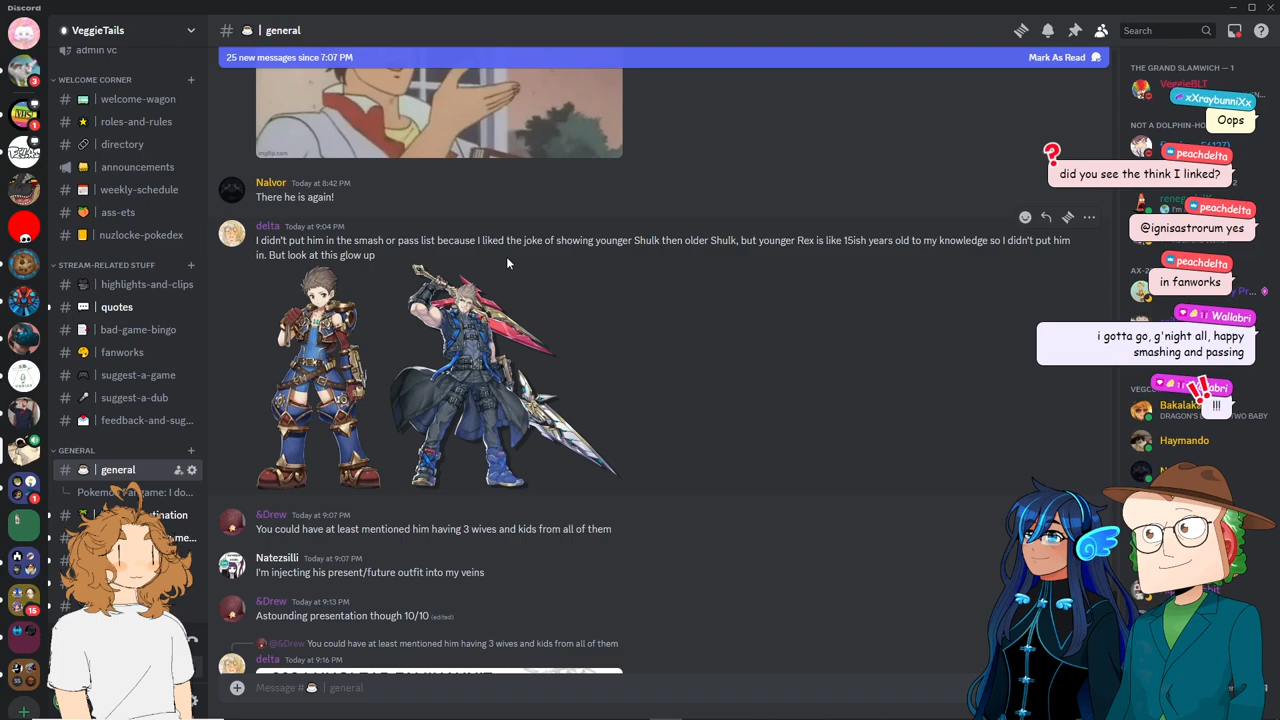 Discord
VeggieTails
general
Search
admin vc
WELCOME CORNER
welcome-wagon
roles-and-rules
directory
announcements
weekly-schedule
ass-ets
nuzlocke-pokedex
STREAM-RELATED STUFF
highlights-and-clips
quotes
bad-game-bingo
fanworks
suggest-a-game
suggest-a-dub
feedback-and-sug...
GENERAL
general
Pokemon Fangame: I do...
25 new messages since 7:07 PM
Mark As Read
imgflip.com
Nalvor Today at 8:42 PM
There he is again!
delta Today at 9:04 PM
I didn't put him in the smash or pass list because I liked the joke of showing younger Shulk then older Shulk, but younger Rex is like 15ish years old to my knowledge so I didn't put him
in. But look at this glow up
&Drew Today at 9:07 PM
You could have at least mentioned him having 3 wives and kids from all of them
Natezsilli Today at 9:07 PM
I'm injecting his present/future outfit into my veins
&Drew Today at 9:13 PM
Astounding presentation though 10/10 (edited)
@&Drew You could have at least mentioned him having 3 wives and kids from all of them
delta Today at 9:16 PM
Message # general
THE GRAND SLAMWICH — 1
VeggieBLT
xXraybunniXx
Oops
peachdelta
did you see the think I linked?
peachdelta
@ignisastrorum yes
peachdelta
in fanworks
Wallabri
i gotta go, g'night all, happy
smashing and passing
!!!
Haymando
3
1
1
15